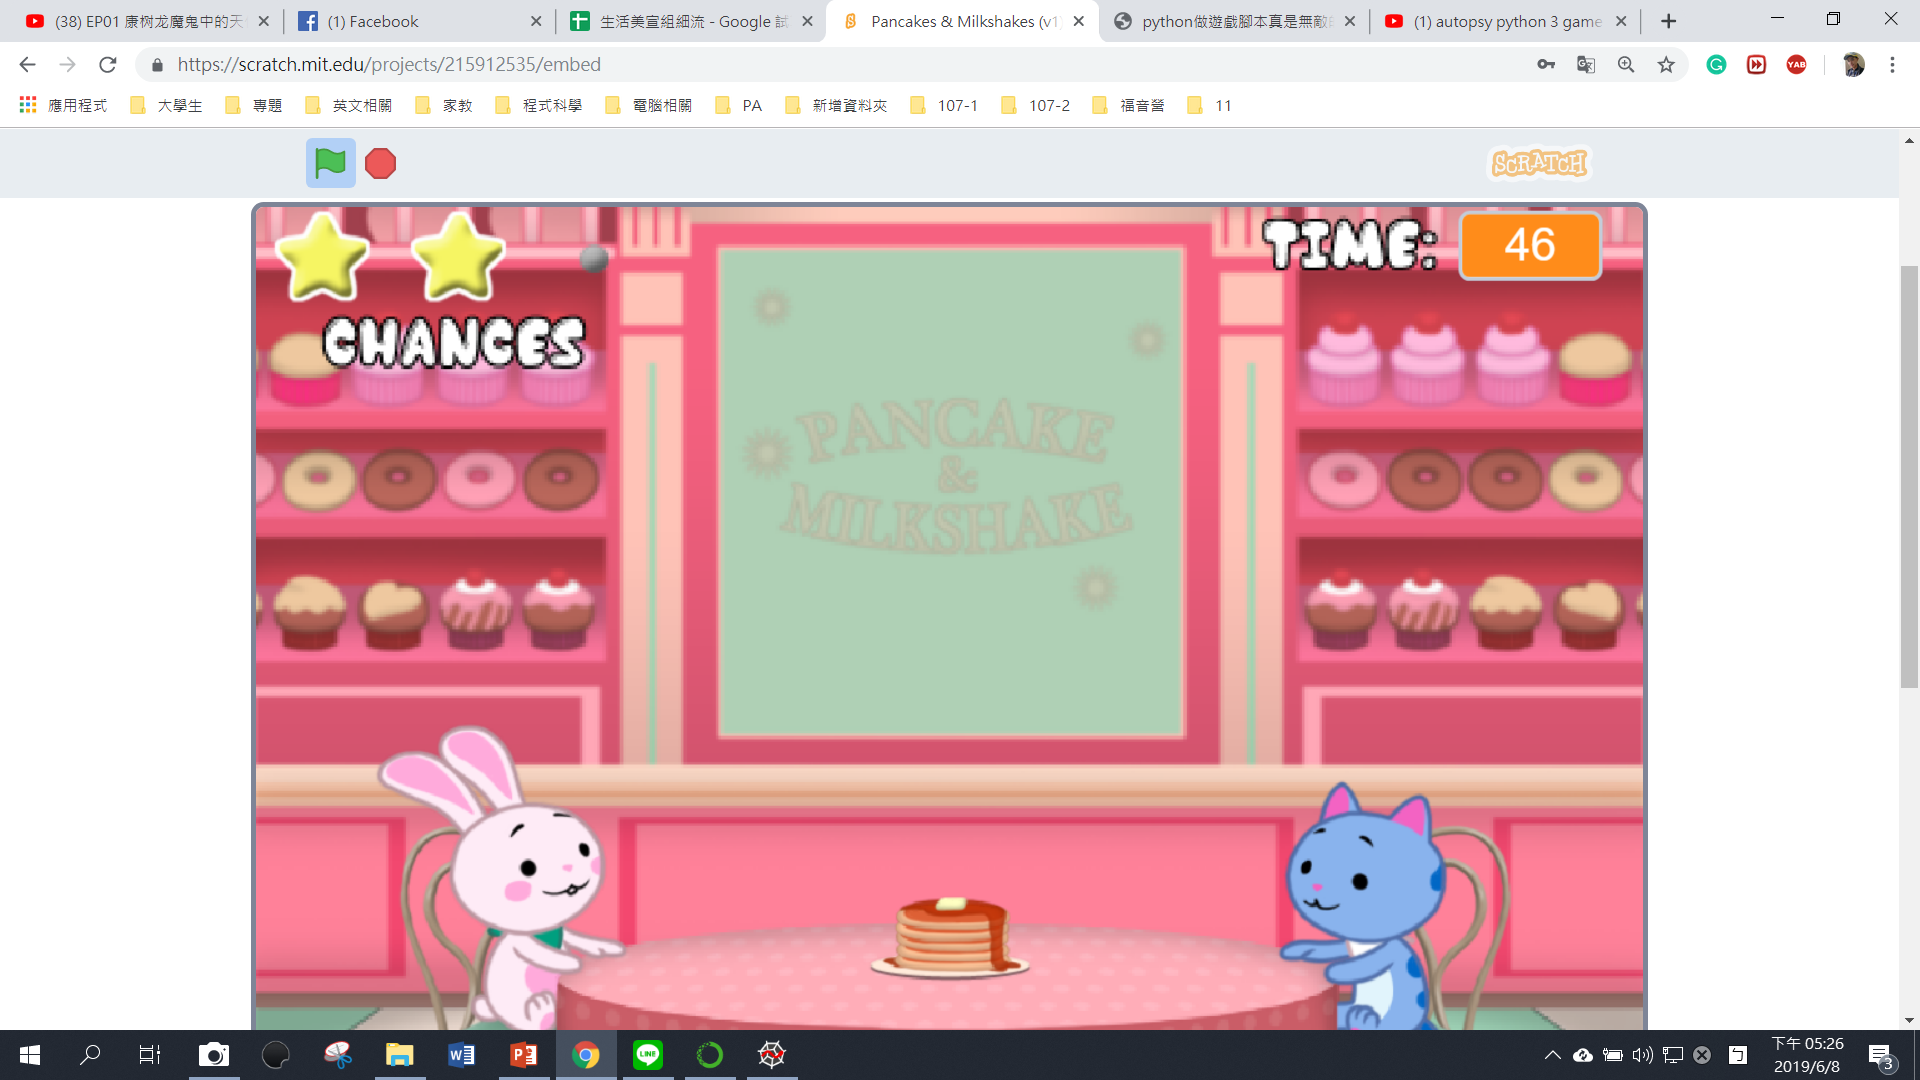 (38) EP01 康树龙魔鬼中的天
(1) Facebook
生活美宣組細流 - Google 試
Pancakes & Milkshakes (v1
python做遊戲腳本真是無敵
(1) autopsy python 3 game
https://scratch.mit.edu/projects/215912535/embed
YAB
應用程式
大學生
專題
英文相關
家教
程式科學
電腦相關
PA
新增資料夾
107-1
107-2
福音營
11
SCRATCH
TIME:
46
CHANCES
PANCAKE
&
MILKSHAKE
LINE
下午 05:26
2019/6/8
3